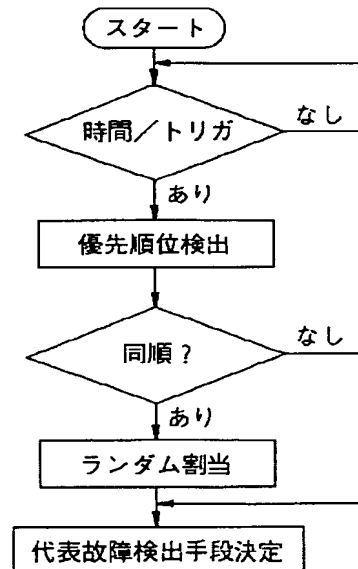 スタート
時間／トリガ
なし
あり
優先順位検出
同順？
なし
あり
ランダム割当
代表故障検出手段決定